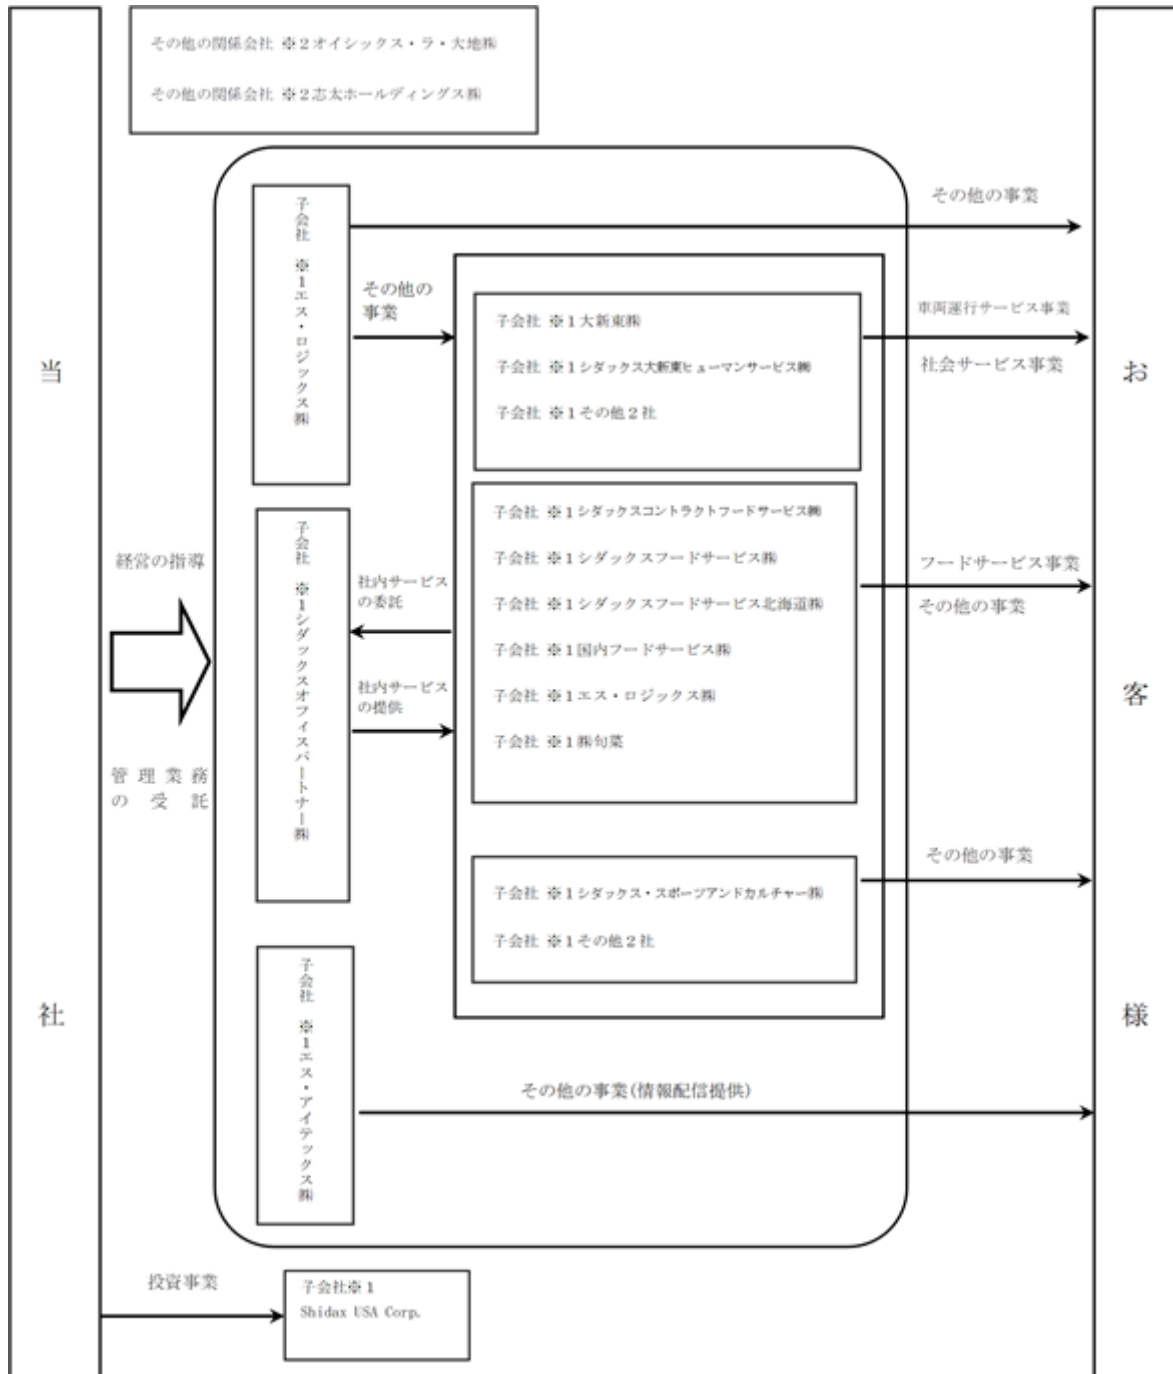 その他の関係会社 ※2オイシックス・ラ・大地㈱
その他の関係会社 ※2志太ホールディングス㈱
当社
経営の指導
管理業務
の受託
子会社 ※1エス・ロジックス㈱
その他の事業
その他の
事業
子会社 ※1大新東㈱
子会社 ※1シダックス大新東ヒューマンサービス㈱
子会社 ※1その他2社
車両運行サービス事業
社会サービス事業
子会社 ※1シダックスオフィスパートナー㈱
社内サービス
の委託
社内サービス
の提供
子会社 ※1シダックスコントラクトフードサービス㈱
子会社 ※1シダックスフードサービス㈱
子会社 ※1シダックスフードサービス北海道㈱
子会社 ※1国内フードサービス㈱
子会社 ※1エス・ロジックス㈱
子会社 ※1㈱旬菜
フードサービス事業
その他の事業
子会社 ※1シダックス・スポーツアンドカルチャー㈱
子会社 ※1その他2社
その他の事業
子会社 ※1エス・アイテックス㈱
その他の事業(情報配信提供)
お客様
投資事業
子会社※1
Shidax USA Corp.